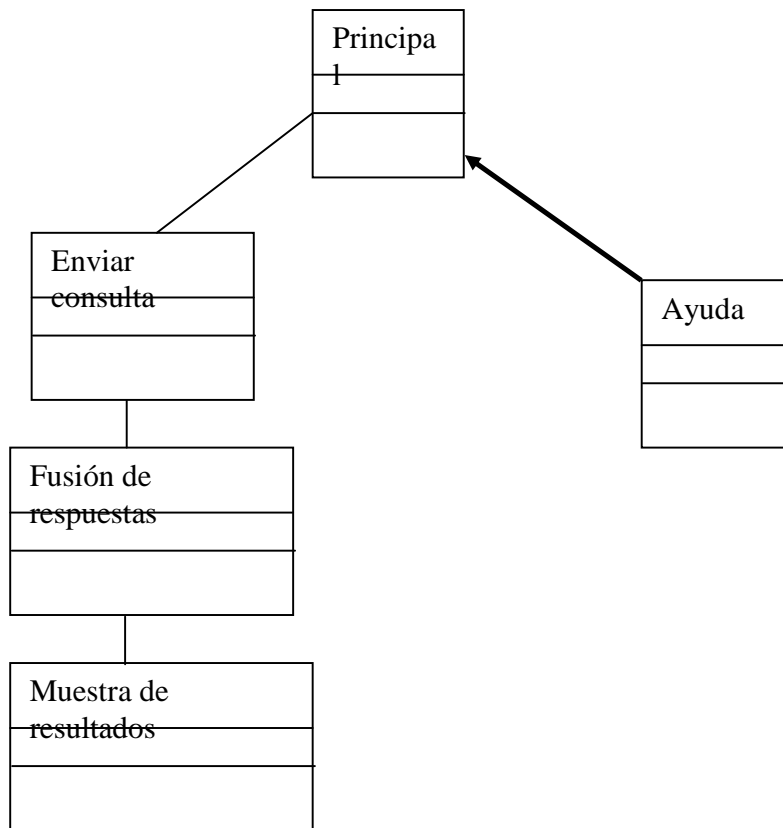 Principa
l
Enviar
consulta
Ayuda
Fusión de
respuestas
Muestra de
resultados